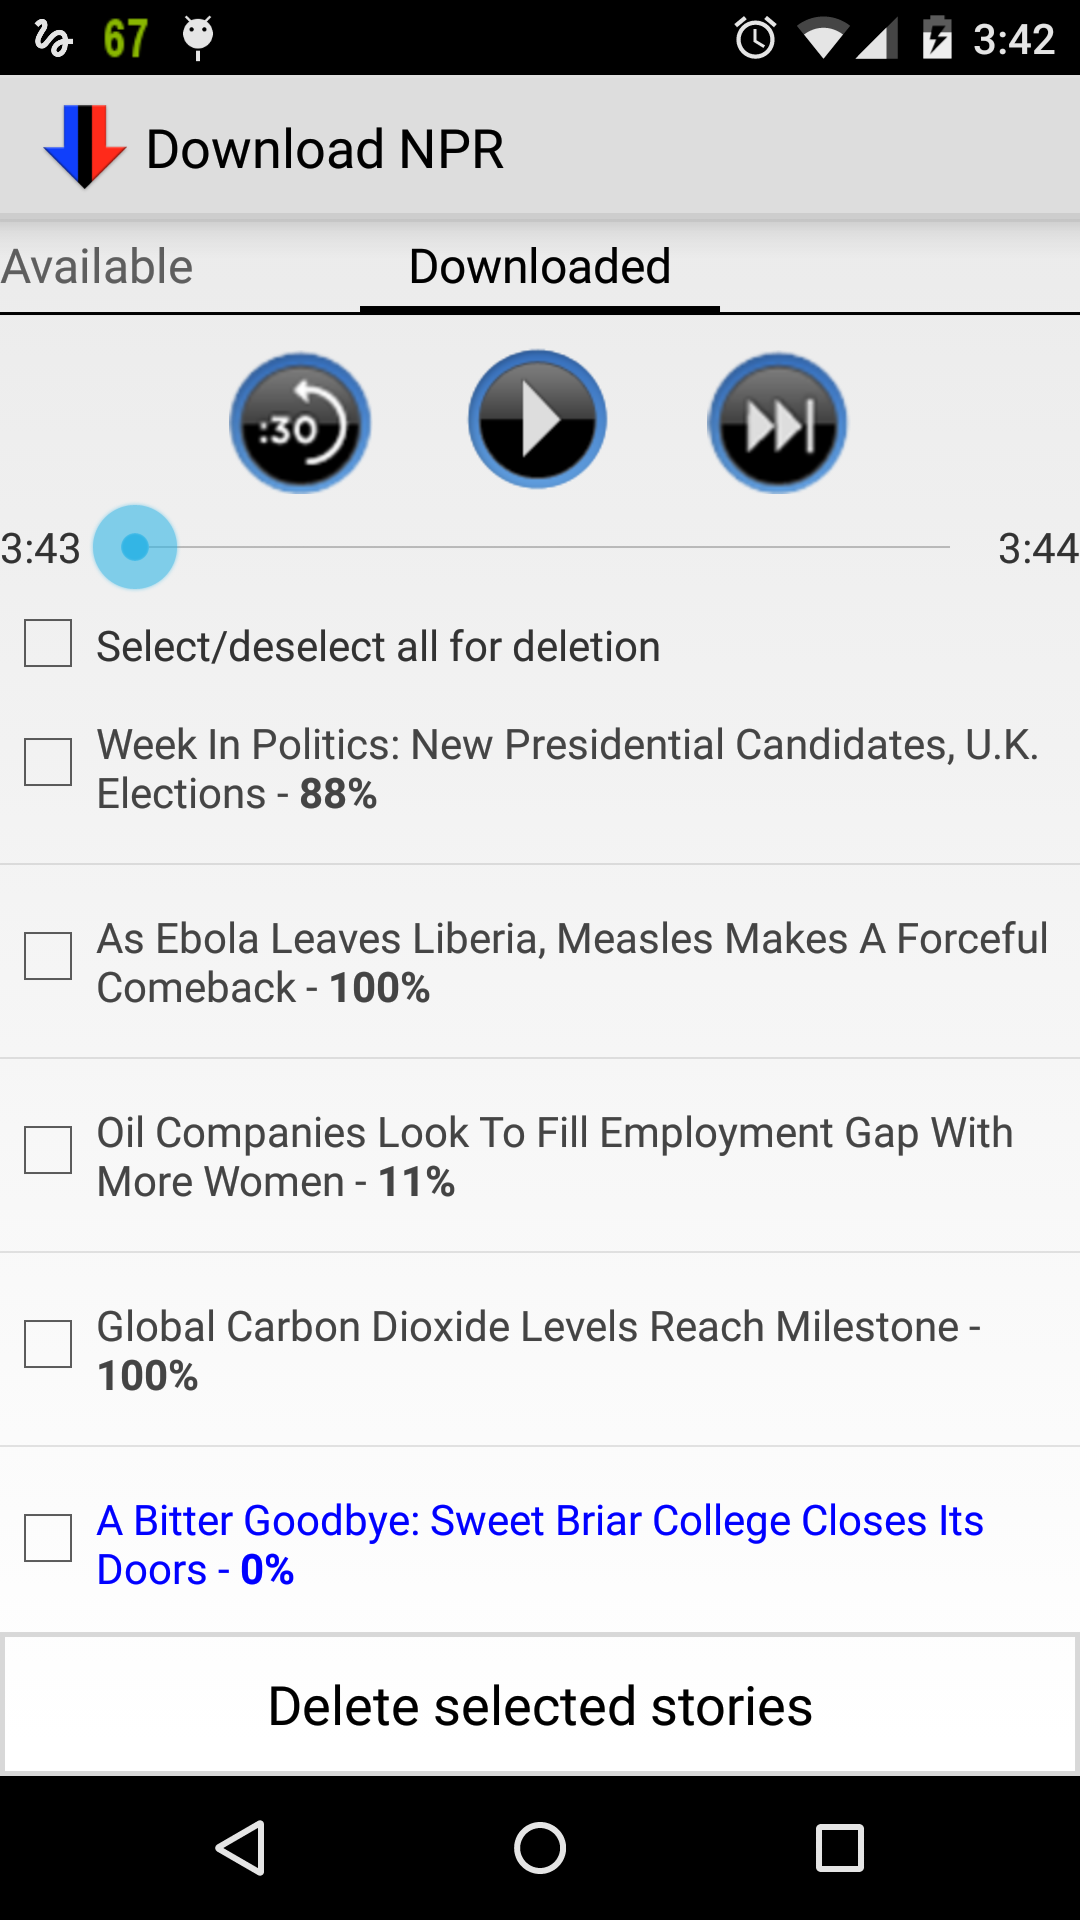 67 3:42
Download NPR
Available Downloaded
:30
3:43 3:44
Select/deselect all for deletion
Week In Politics: New Presidential Candidates, U.K.
Elections - 88%
As Ebola Leaves Liberia, Measles Makes A Forceful
Comeback - 100%
Oil Companies Look To Fill Employment Gap With
More Women - 11%
Global Carbon Dioxide Levels Reach Milestone -
100%
A Bitter Goodbye: Sweet Briar College Closes Its
Doors - 0%
Delete selected stories